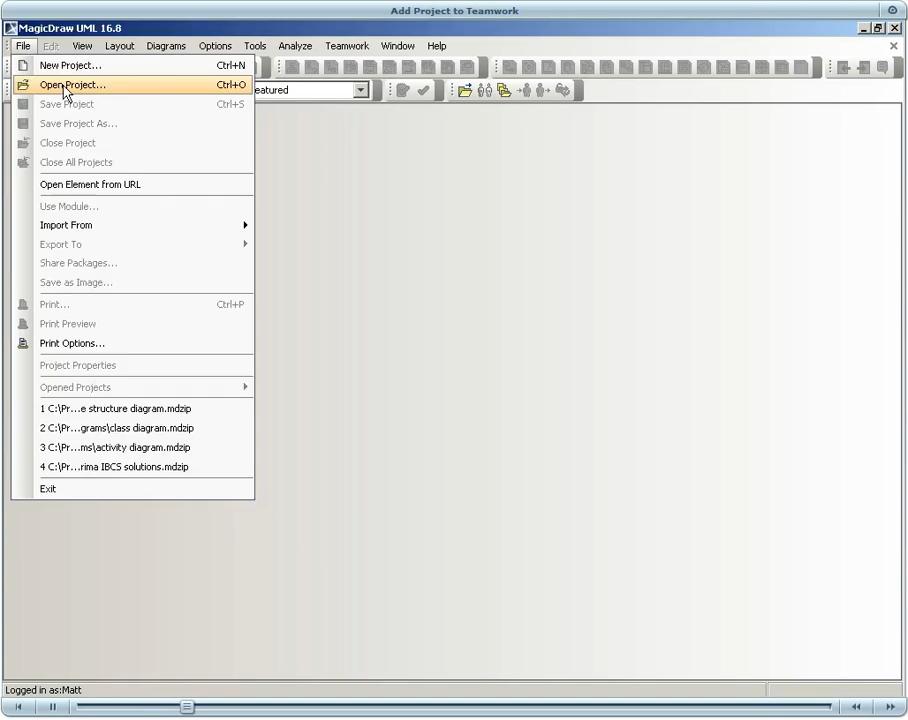 Add Project to Teamwork
MagicDraw UML 16.8
File Edit View Layout Diagrams Options Tools Analyze Teamwork Window Help
New Project... Ctrl+N
Open Project... Ctrl+O
eatured
Save Project Ctrl+S
Save Project As...
Close Project
Close All Projects
Open Element from URL
Use Module...
Import From
Export To
Share Packages...
Save as Image...
Print... Ctrl+P
Print Preview
Print Options...
Project Properties
Opened Projects
1 C:\Pr...e structure diagram.mdzip
2 C:\Pr...grams\class diagram.mdzip
3 C:\Pr...ms\activity diagram.mdzip
4 C:\Pr...rima IBCS solutions.mdzip
Exit
Logged in as:Matt